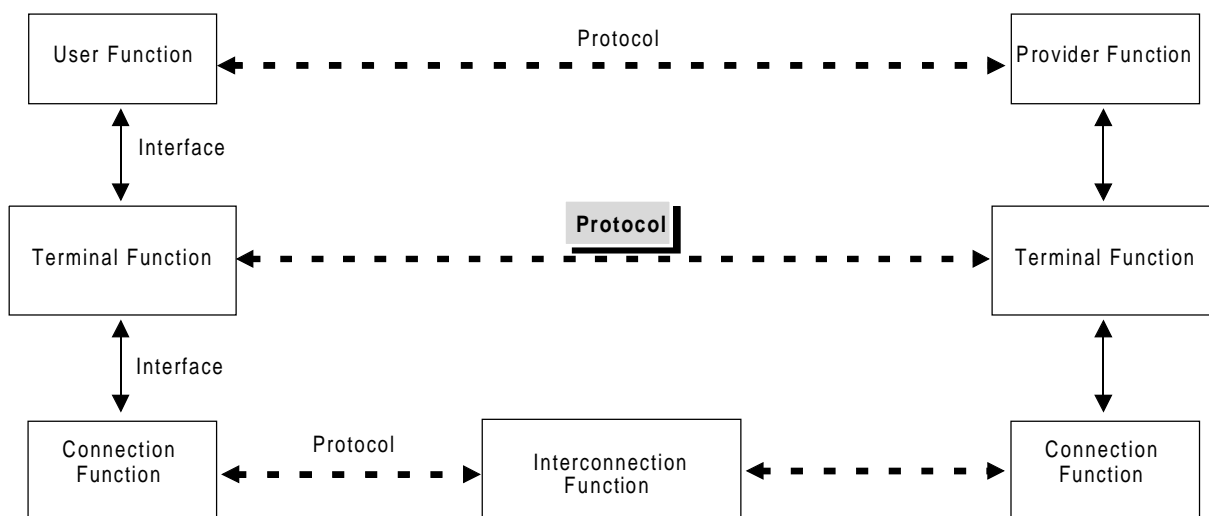 User Function
Protocol
Provider Function
Interface
Protocol
Terminal Function
Terminal Function
Interface
Connection
Function
Protocol
Interconnection
Function
Connection
Function